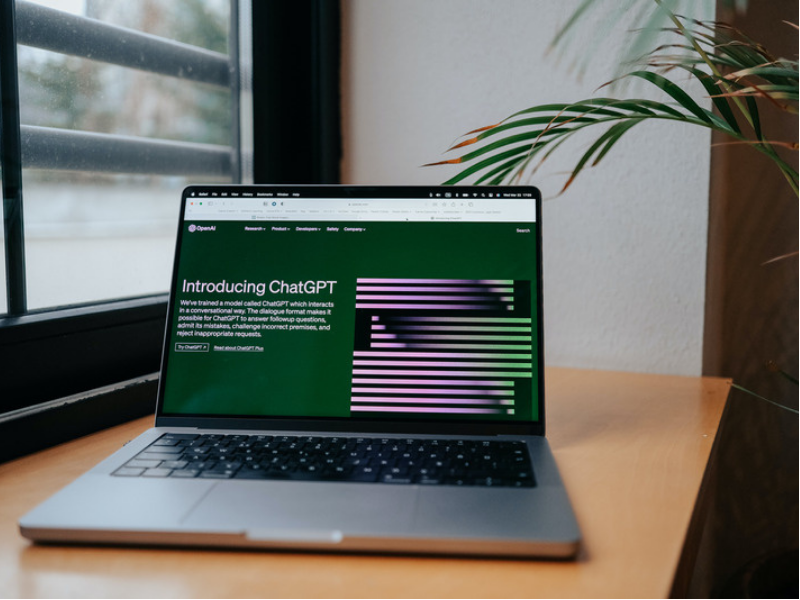 Safari File Edit View History Bookmarks Window Help
OpenAI
Research Product Developers Safety Company
Search
Introducing ChatGPT
We've trained a model called ChatGPT which interacts
in a conversational way. The dialogue format makes it
possible for ChatGPT to answer followup questions,
admit its mistakes, challenge incorrect premises, and
reject inappropriate requests.
Try ChatGPT ↗ Read about ChatGPT Plus